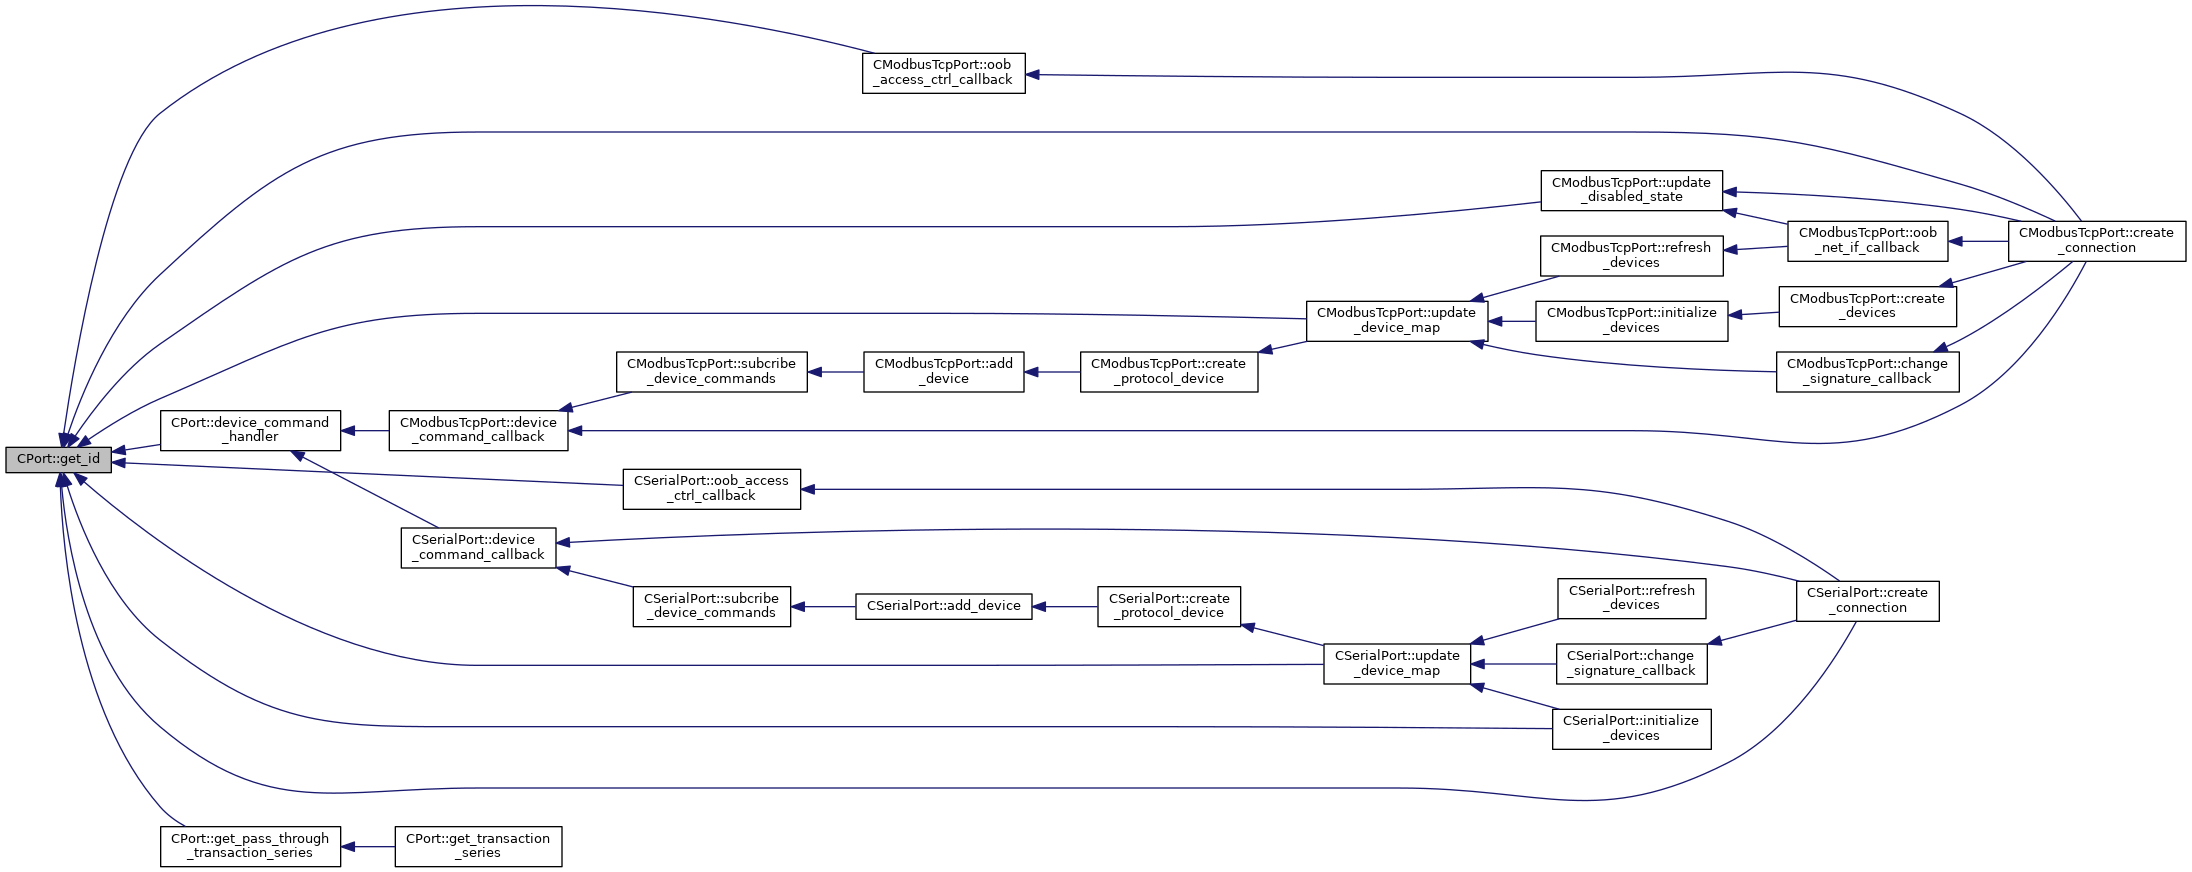 CModbusTcpPort::oob
_access_ctrl_callback
CModbusTcpPort::update
_disabled_state
CModbusTcpPort::oob
_net_if_callback
CModbusTcpPort::create
_connection
CModbusTcpPort::refresh
_devices
CModbusTcpPort::create
_devices
CModbusTcpPort::update
_device_map
CModbusTcpPort::initialize
_devices
CModbusTcpPort::subcribe
_device_commands
CModbusTcpPort::add
_device
CModbusTcpPort::create
_protocol_device
CModbusTcpPort::change
_signature_callback
CPort::device_command
_handler
CModbusTcpPort::device
_command_callback
CPort::get_id
CSerialPort::oob_access
_ctrl_callback
CSerialPort::device
_command_callback
CSerialPort::subcribe
_device_commands
CSerialPort::add_device
CSerialPort::create
_protocol_device
CSerialPort::refresh
_devices
CSerialPort::create
_connection
CSerialPort::update
_device_map
CSerialPort::change
_signature_callback
CSerialPort::initialize
_devices
CPort::get_pass_through
_transaction_series
CPort::get_transaction
_series